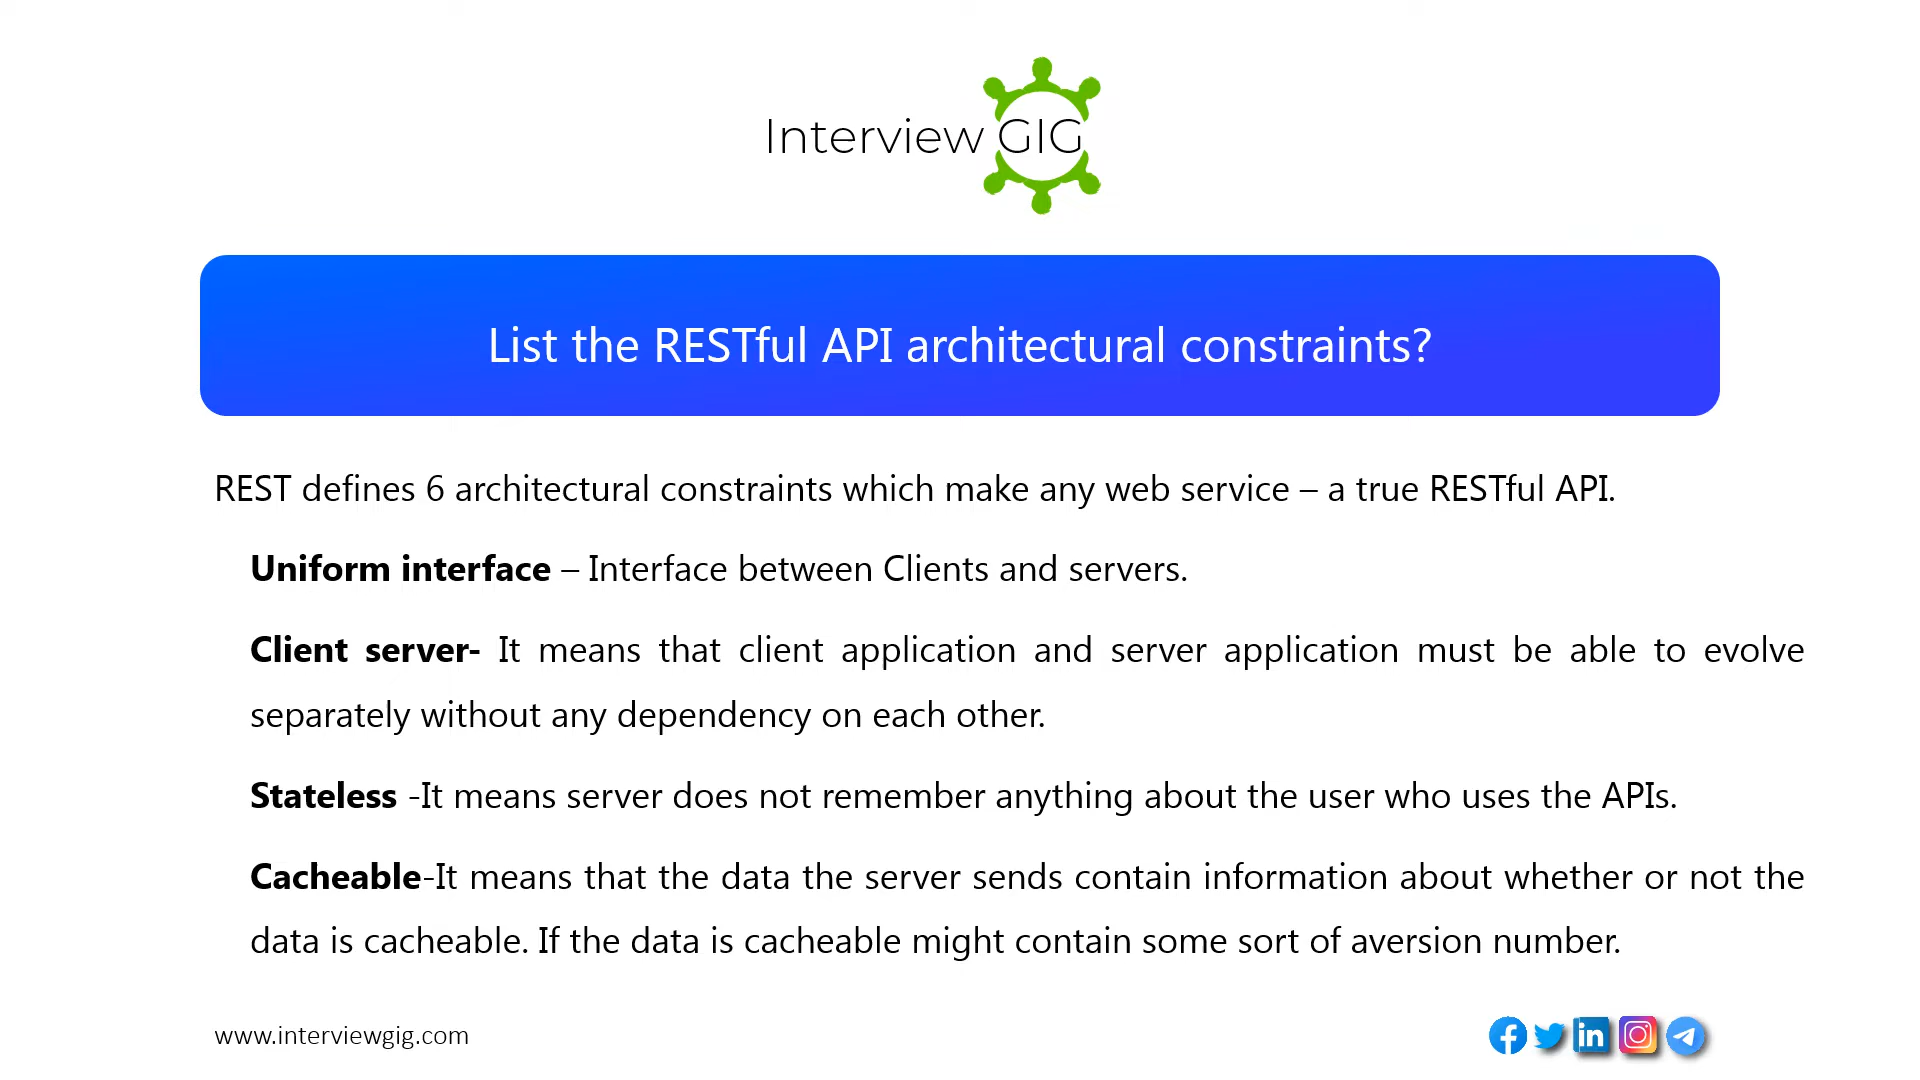 Interview GIG
List the RESTful API architectural constraints?
REST defines 6 architectural constraints which make any web service – a true RESTful API.
Uniform interface – Interface between Clients and servers.
Client server- It means that client application and server application must be able to evolve
separately without any dependency on each other.
Stateless -It means server does not remember anything about the user who uses the APIs.
Cacheable-It means that the data the server sends contain information about whether or not the
data is cacheable. If the data is cacheable might contain some sort of aversion number.
www.interviewgig.com